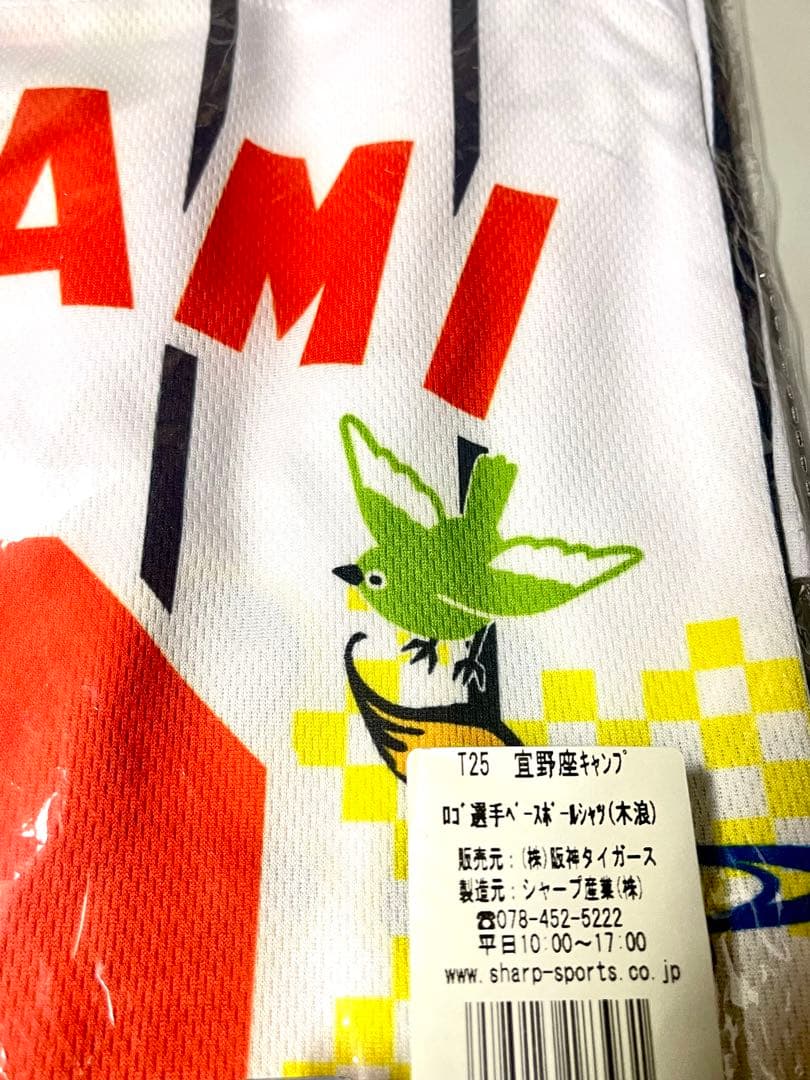 AMI
T25 宜野座ｷｬﾝﾌﾟ
ﾛｺﾞ選手ﾍﾞｰｽﾎﾞｰﾙｼｬﾂ(木浪)
販売元：(株)阪神タイガース
製造元：シャープ産業(株)
☎078-452-5222
平日10:00～17:00
www.sharp-sports.co.jp